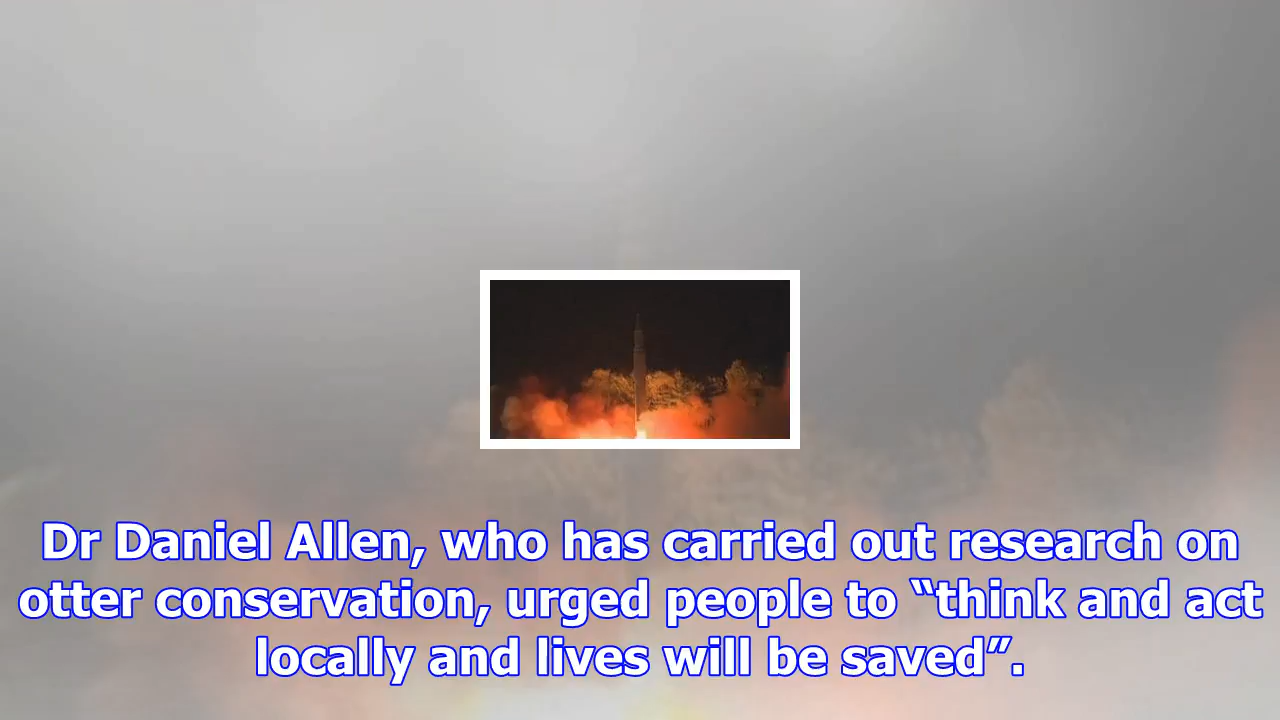 Dr Daniel Allen, who has carried out research on
otter conservation, urged people to “think and act
locally and lives will be saved”.